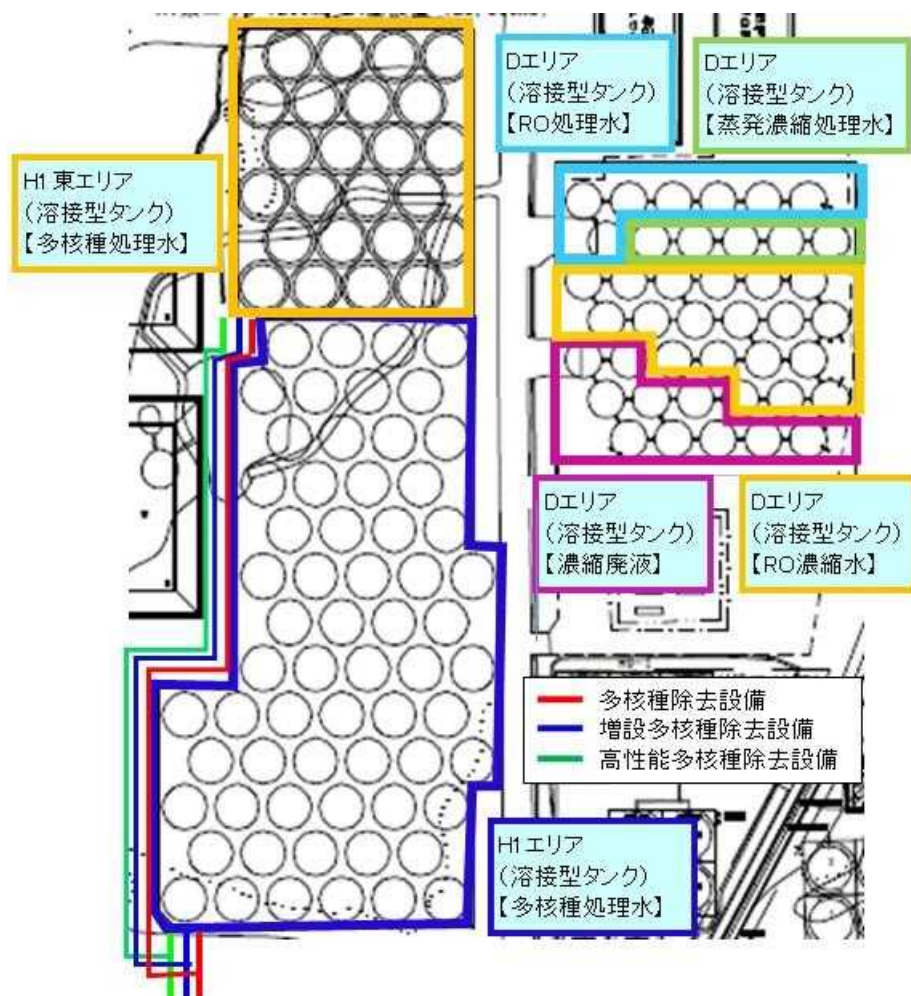 Dエリア
(溶接型タンク)
【RO処理水】
Dエリア
(溶接型タンク)
【蒸発濃縮処理水】
H1 東エリア
(溶接型タンク)
【多核種処理水】
Dエリア
(溶接型タンク)
【濃縮廃液】
Dエリア
(溶接型タンク)
【RO濃縮水】
多核種除去設備
増設多核種除去設備
高性能多核種除去設備
H1エリア
(溶接型タンク)
【多核種処理水】